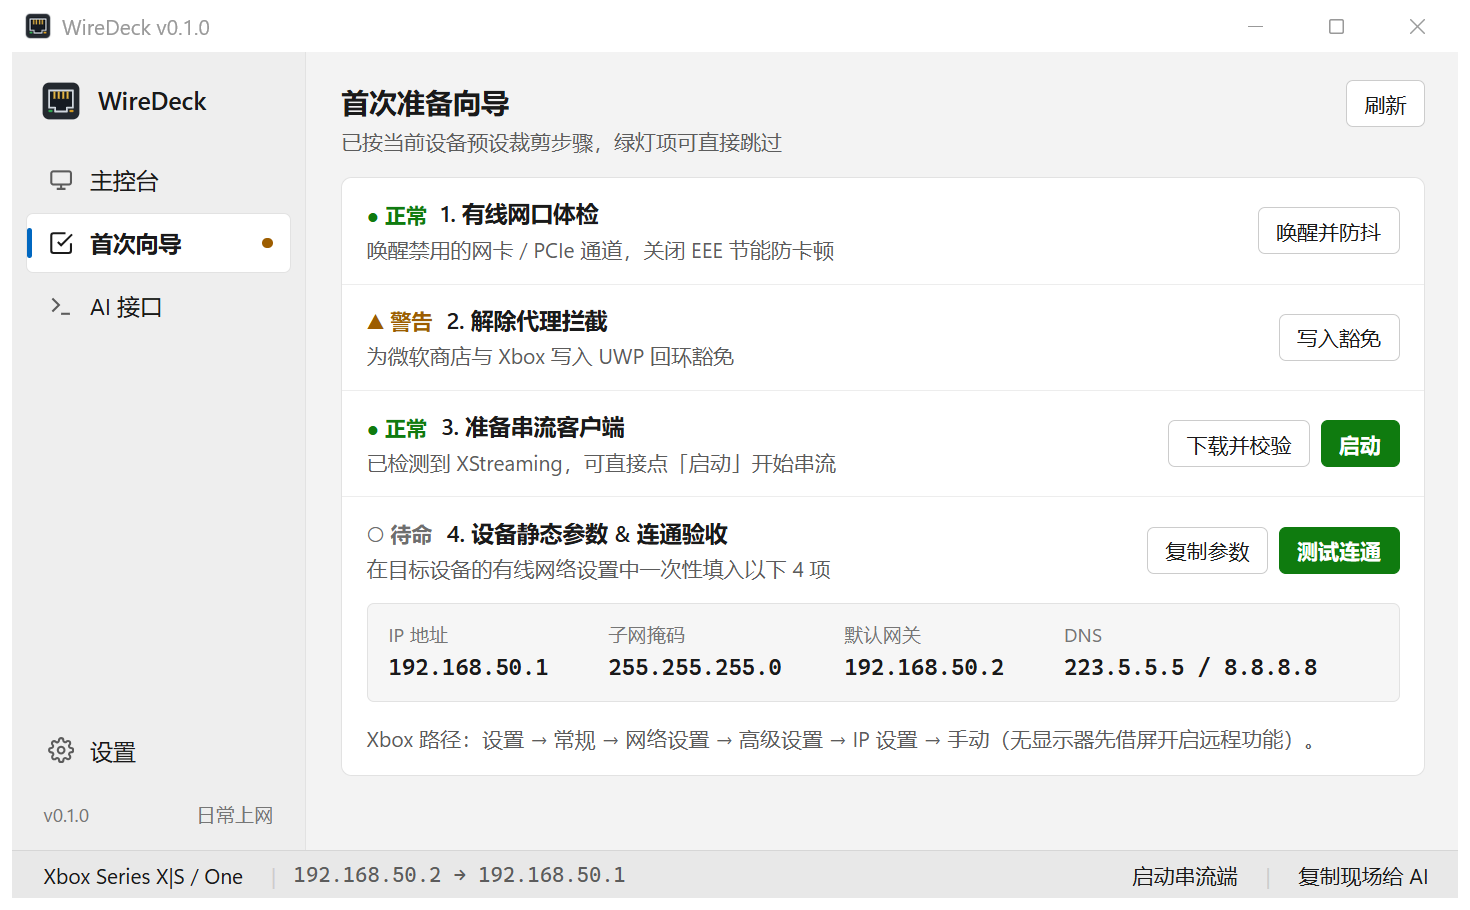 WireDeck v0.1.0
WireDeck
主控台
首次向导
AI 接口
设置
v0.1.0 日常上网
首次准备向导
刷新
已按当前设备预设裁剪步骤，绿灯项可直接跳过
正常 1. 有线网口体检
唤醒禁用的网卡 / PCIe 通道，关闭 EEE 节能防卡顿
唤醒并防抖
警告 2. 解除代理拦截
为微软商店与 Xbox 写入 UWP 回环豁免
写入豁免
正常 3. 准备串流客户端
已检测到 XStreaming，可直接点「启动」开始串流
下载并校验 启动
待命 4. 设备静态参数 & 连通验收
在目标设备的有线网络设置中一次性填入以下 4 项
复制参数 测试连通
IP 地址 子网掩码 默认网关 DNS
192.168.50.1 255.255.255.0 192.168.50.2 223.5.5.5 / 8.8.8.8
Xbox 路径：设置 → 常规 → 网络设置 → 高级设置 → IP 设置 → 手动（无显示器先借屏开启远程功能）。
Xbox Series X|S / One | 192.168.50.2 → 192.168.50.1 启动串流端 | 复制现场给 AI